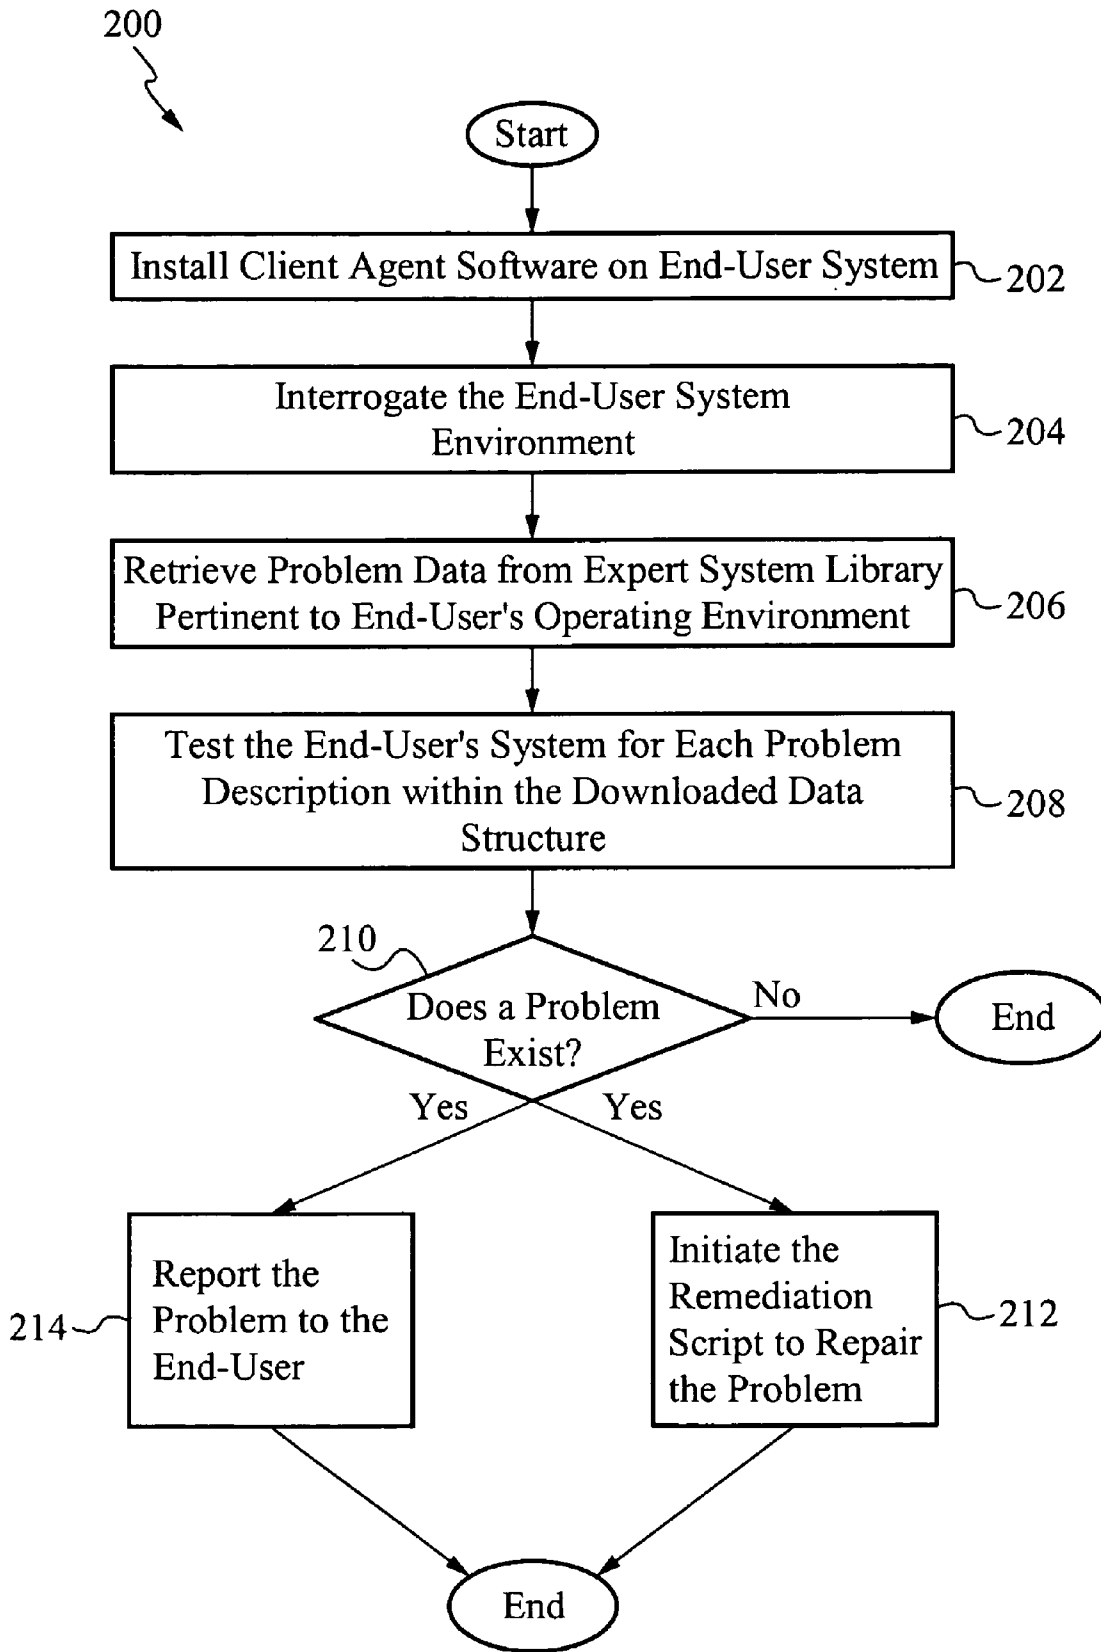 200
Start
Install Client Agent Software on End-User System
202
Interrogate the End-User System
Environment
204
Retrieve Problem Data from Expert System Library
Pertinent to End-User's Operating Environment
206
Test the End-User's System for Each Problem
Description within the Downloaded Data
Structure
208
210
Does a Problem
Exist?
No
End
Yes
Yes
Report the
Problem to the
End-User
214
Initiate the
Remediation
Script to Repair
the Problem
212
End